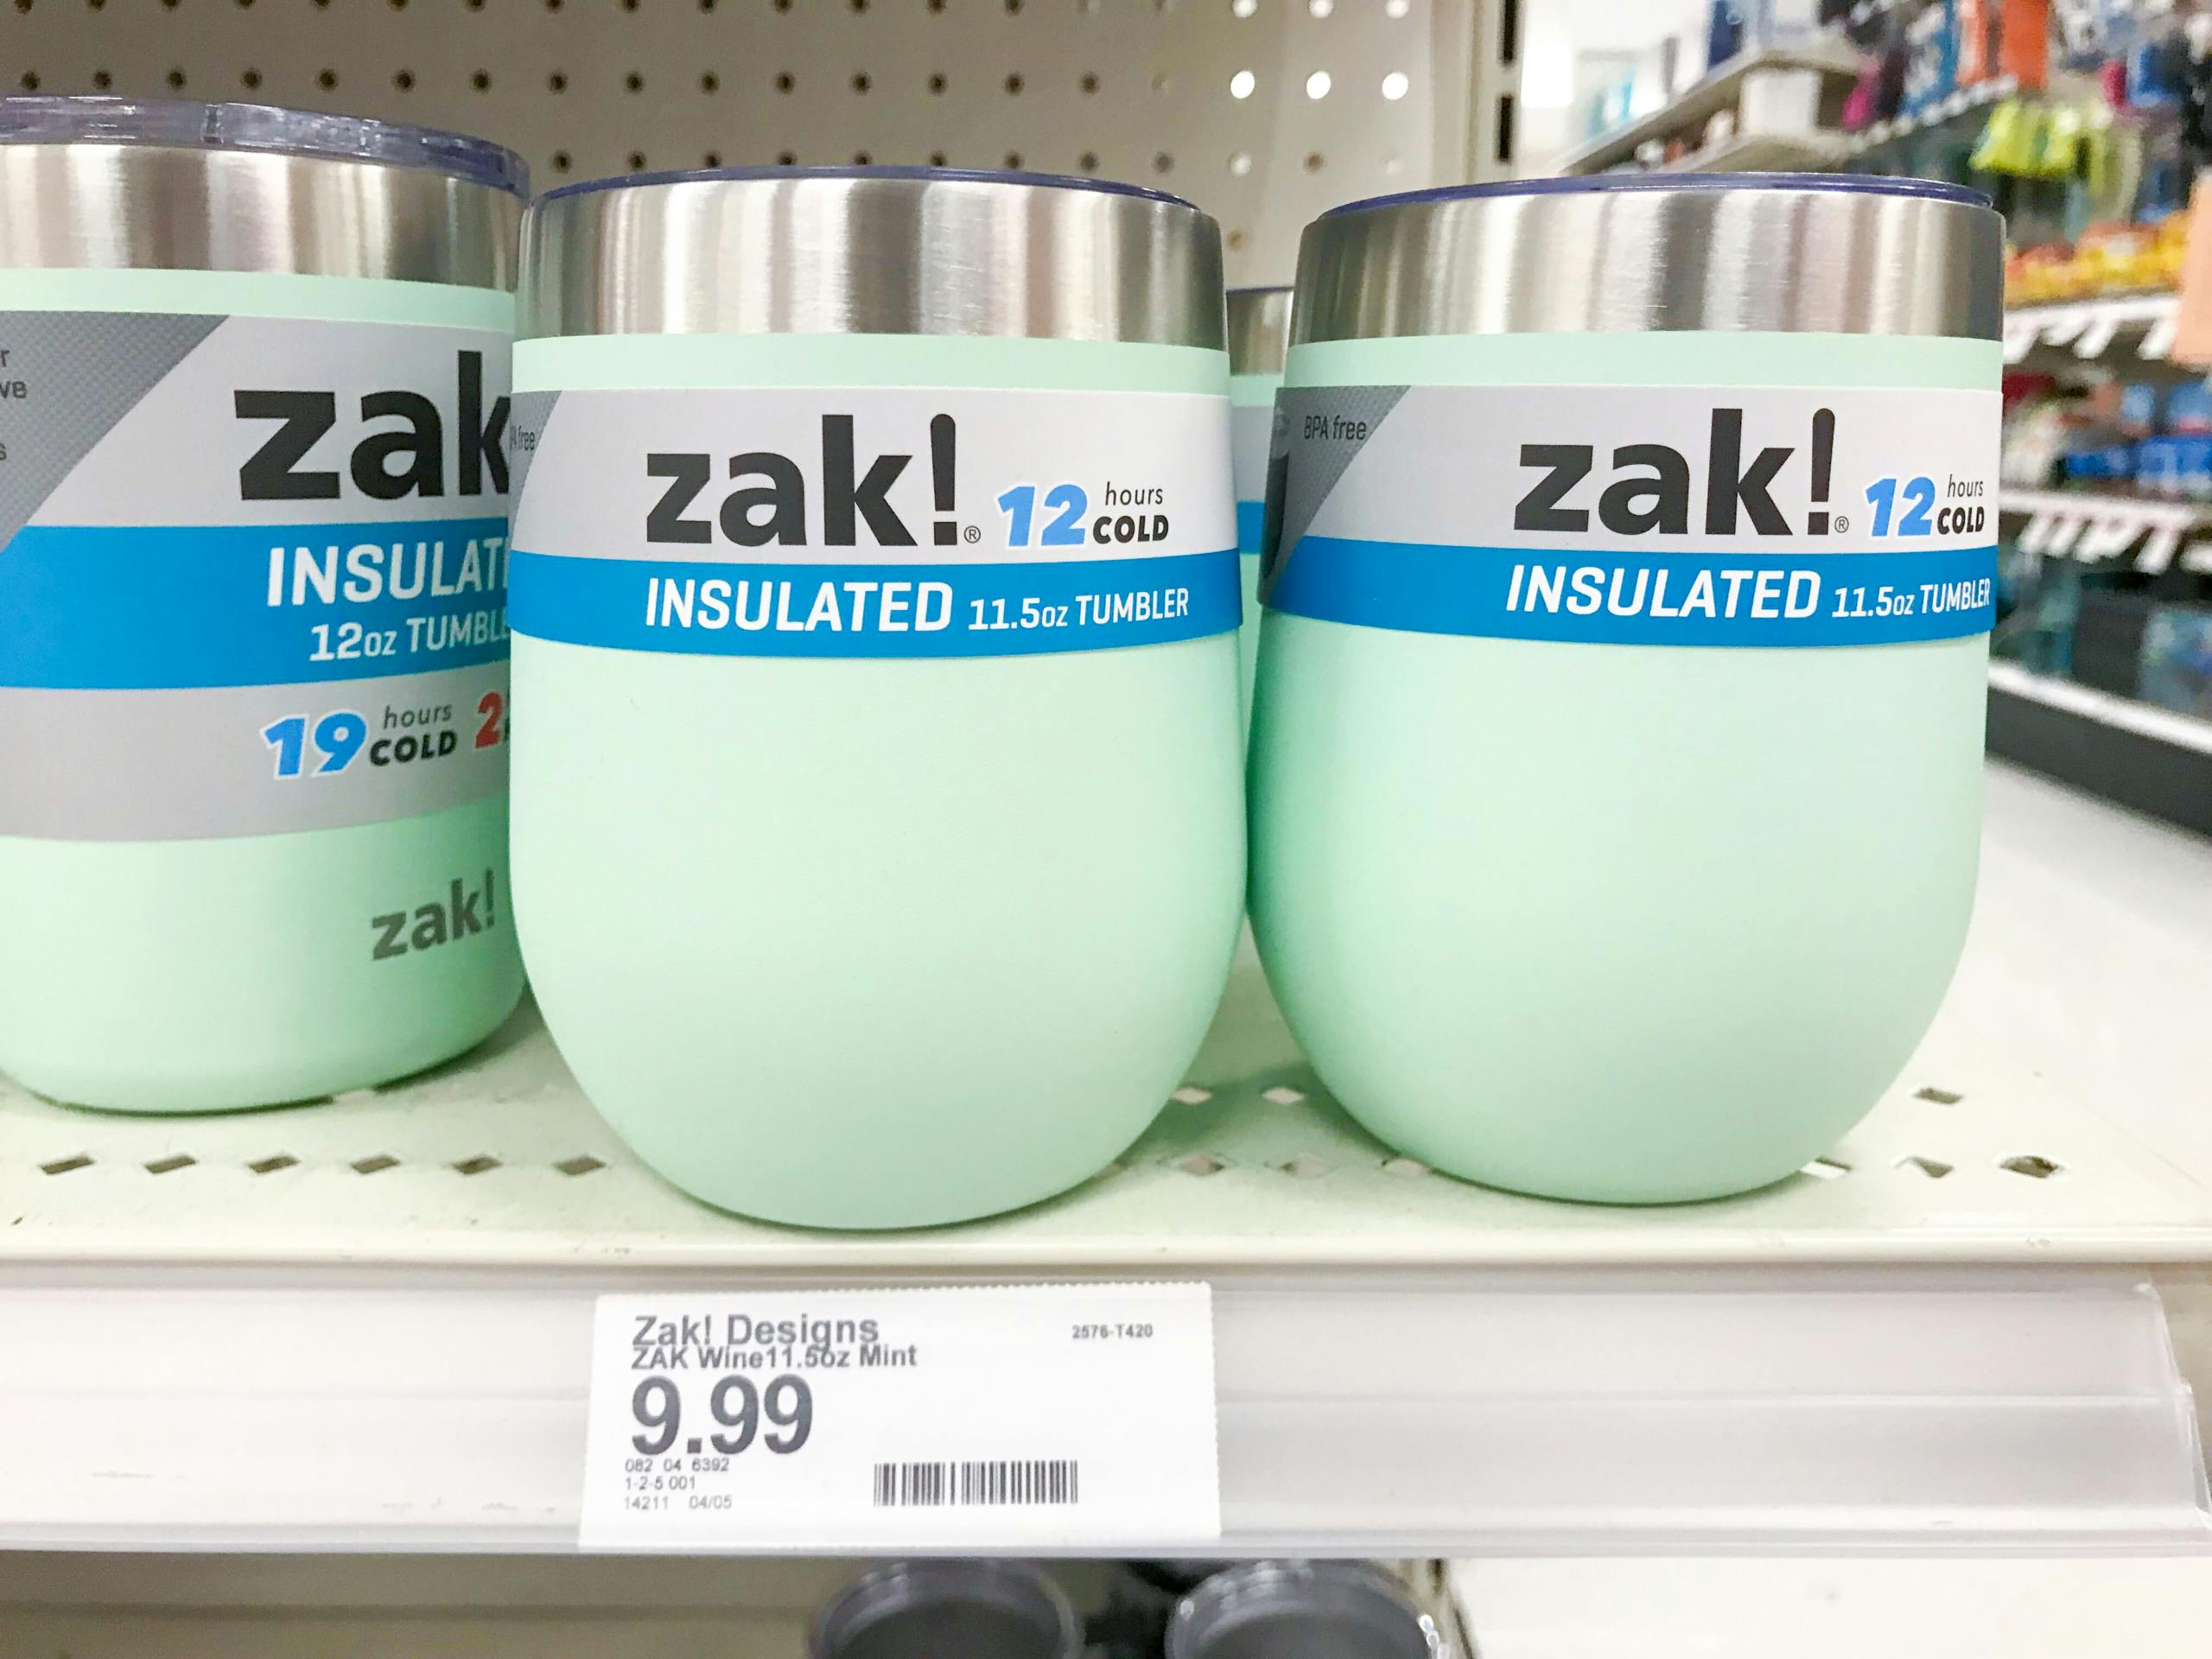 zak
INSULAT
12oz TUMBL
19 hours COLD 2
zak!
zak!® 12 hours COLD
INSULATED 11.5oz TUMBLER
BPA free
zak!® 12 hours COLD
INSULATED 11.5oz TUMBLER
Zak! Designs 2576-T420
ZAK Wine11.5oz Mint
9.99
082 04 6392
1-2-5 001
14211 04/05